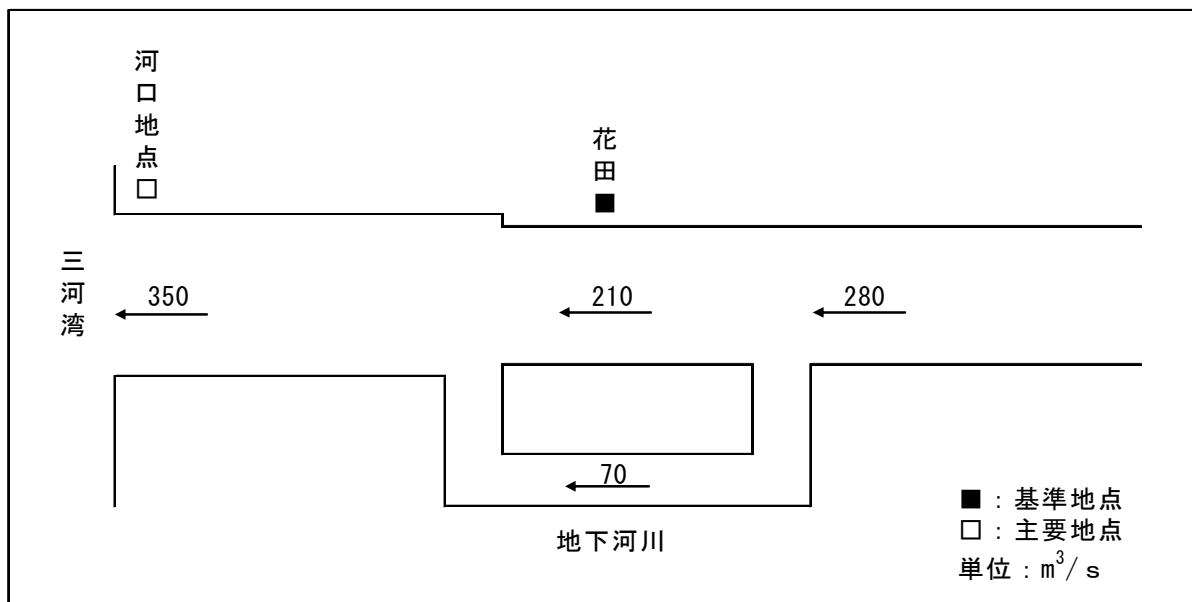 河口地点□
花田■
三河湾
350
210
280
70
地下河川
■：基準地点
□：主要地点
単位：m³/ｓ